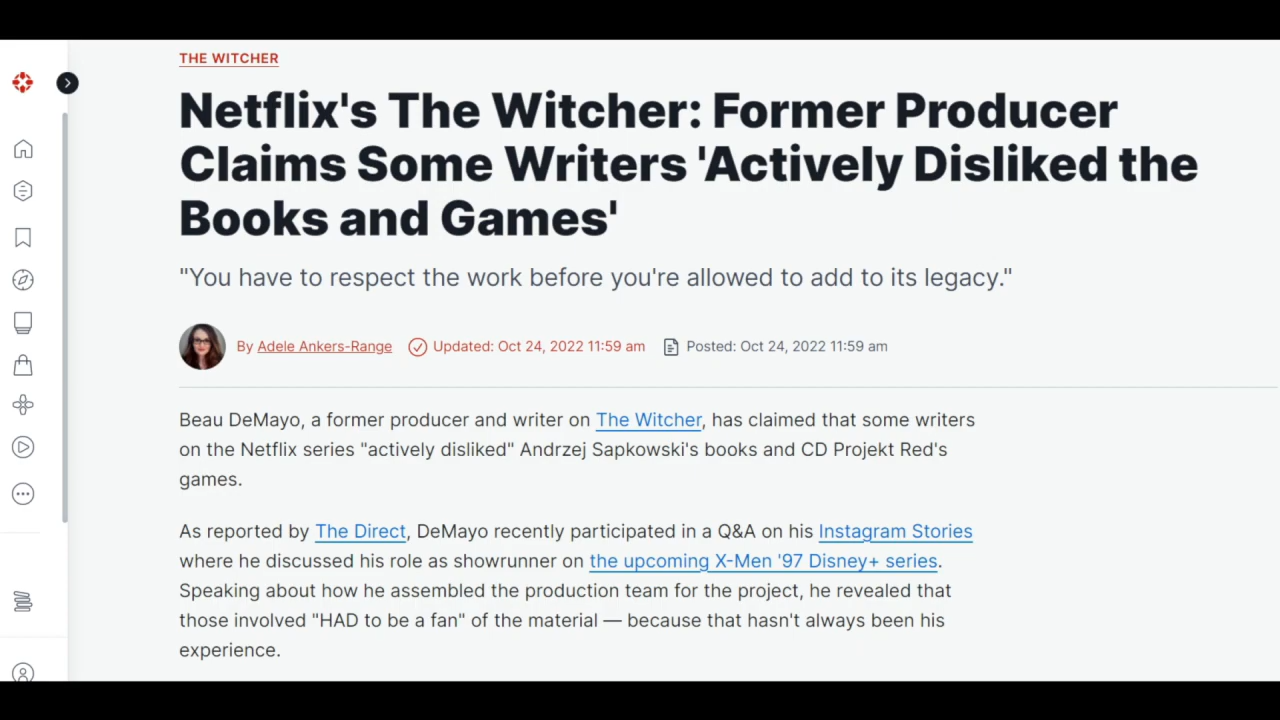 THE WITCHER
Netflix's The Witcher: Former Producer
Claims Some Writers 'Actively Disliked the
Books and Games'
"You have to respect the work before you're allowed to add to its legacy."
By Adele Ankers-Range Updated: Oct 24, 2022 11:59 am Posted: Oct 24, 2022 11:59 am
Beau DeMayo, a former producer and writer on The Witcher, has claimed that some writers
on the Netflix series "actively disliked" Andrzej Sapkowski's books and CD Projekt Red's
games.
As reported by The Direct, DeMayo recently participated in a Q&A on his Instagram Stories
where he discussed his role as showrunner on the upcoming X-Men '97 Disney+ series.
Speaking about how he assembled the production team for the project, he revealed that
those involved "HAD to be a fan" of the material — because that hasn't always been his
experience.